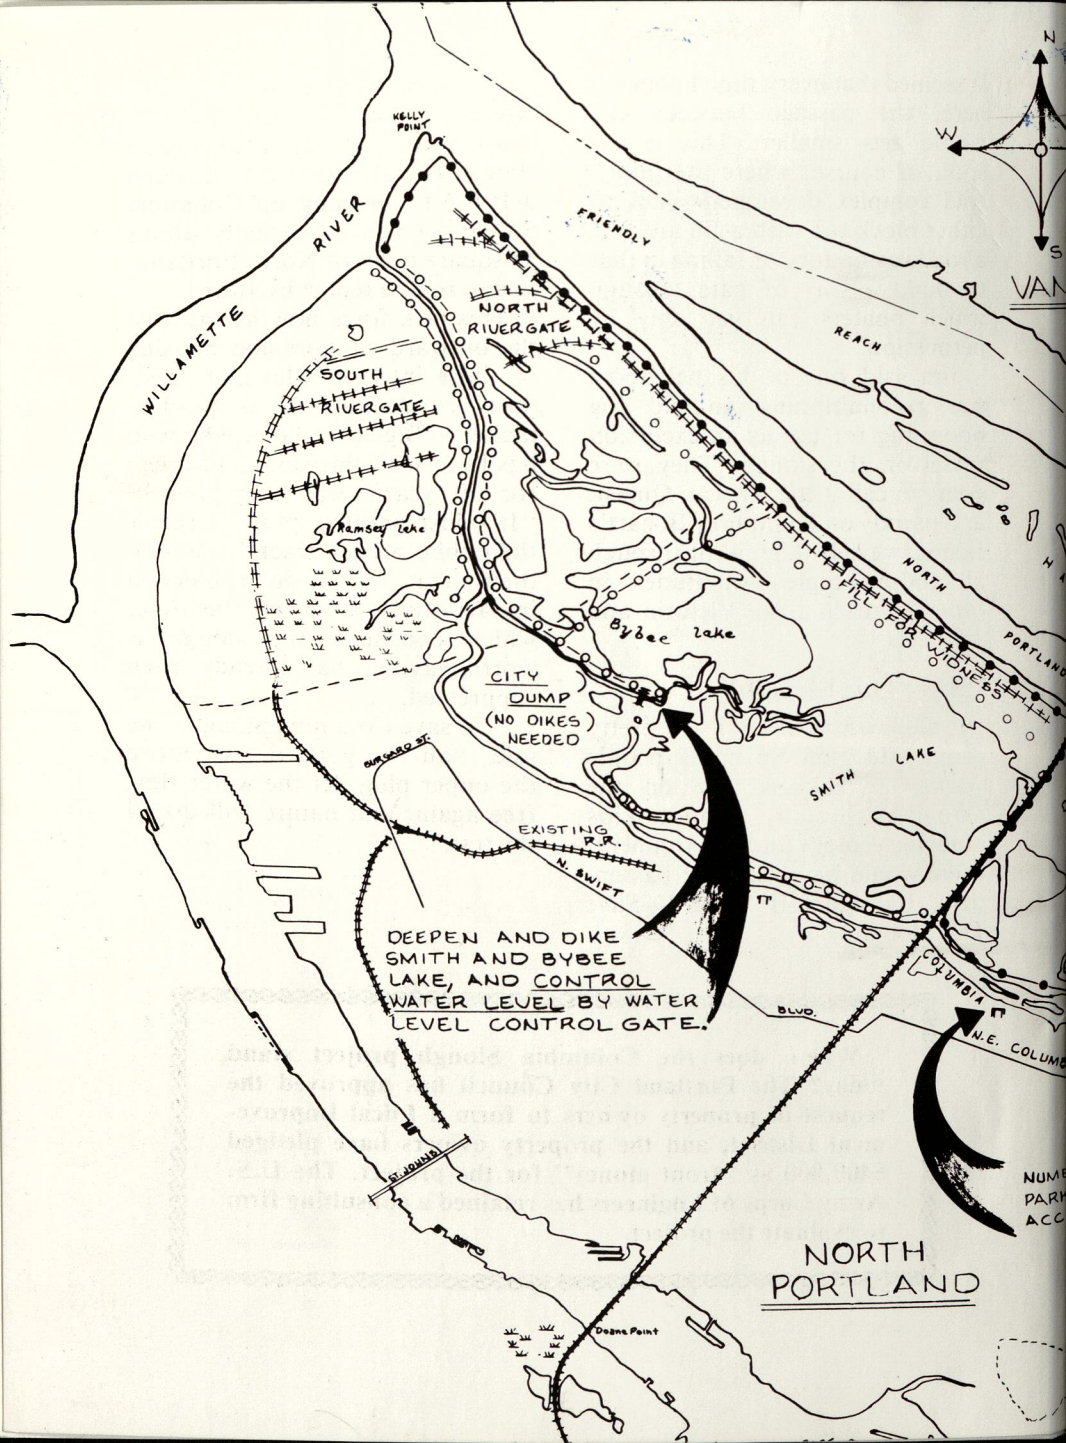 N
W
S
VAN
KELLY
POINT
WILLAMETTE RIVER
FRIENDLY
REACH
NORTH
RIVERGATE
SOUTH
RIVERGATE
Ramsey Lake
NORTH
PORTLAND
HA
FILL FOR WIDNESS
Bybee Lake
CITY
DUMP
(NO DIKES)
NEEDED
SMITH LAKE
BURGARD ST.
EXISTING
R.R.
N. SWIFT
DEEPEN AND DIKE
SMITH AND BYBEE
LAKE, AND CONTROL
WATER LEVEL BY WATER
LEVEL CONTROL GATE.
BLVD.
COLUMBIA
N.E. COLUMB
ST. JOHNS
NUME
PARK
ACC
NORTH
PORTLAND
Doane Point